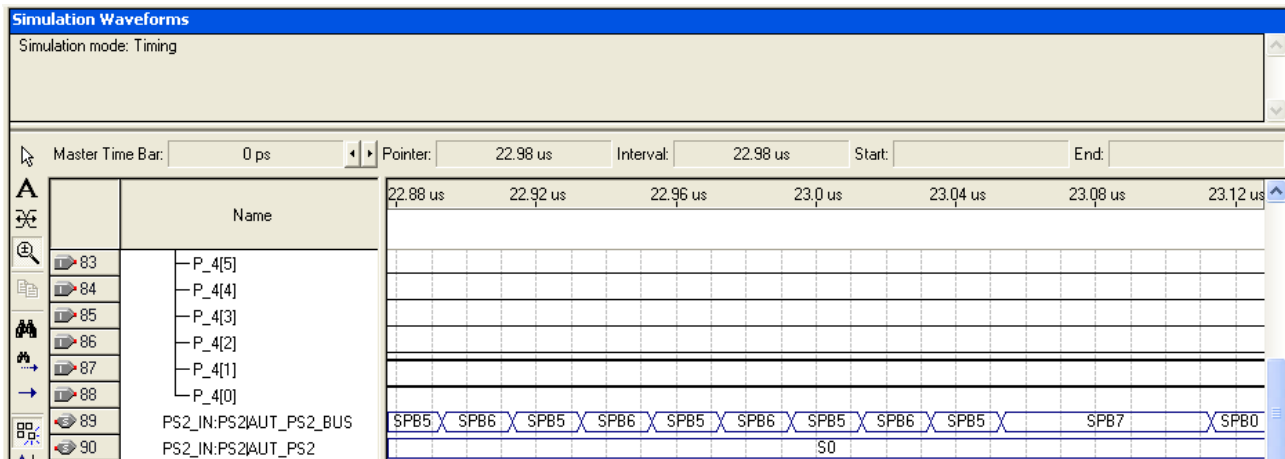 Simulation Waveforms
Simulation mode: Timing
Master Time Bar: 0 ps Pointer: 22.98 us Interval: 22.98 us Start: End:
Name 22.88 us 22.92 us 22.96 us 23.0 us 23.04 us 23.08 us 23.12 us
83 P_4[5]
84 P_4[4]
85 P_4[3]
86 P_4[2]
87 P_4[1]
88 P_4[0]
89 PS2_IN:PS2|AUT_PS2_BUS SPB5 SPB6 SPB5 SPB6 SPB5 SPB6 SPB5 SPB6 SPB5 SPB7 SPB0
90 PS2_IN:PS2|AUT_PS2 S0